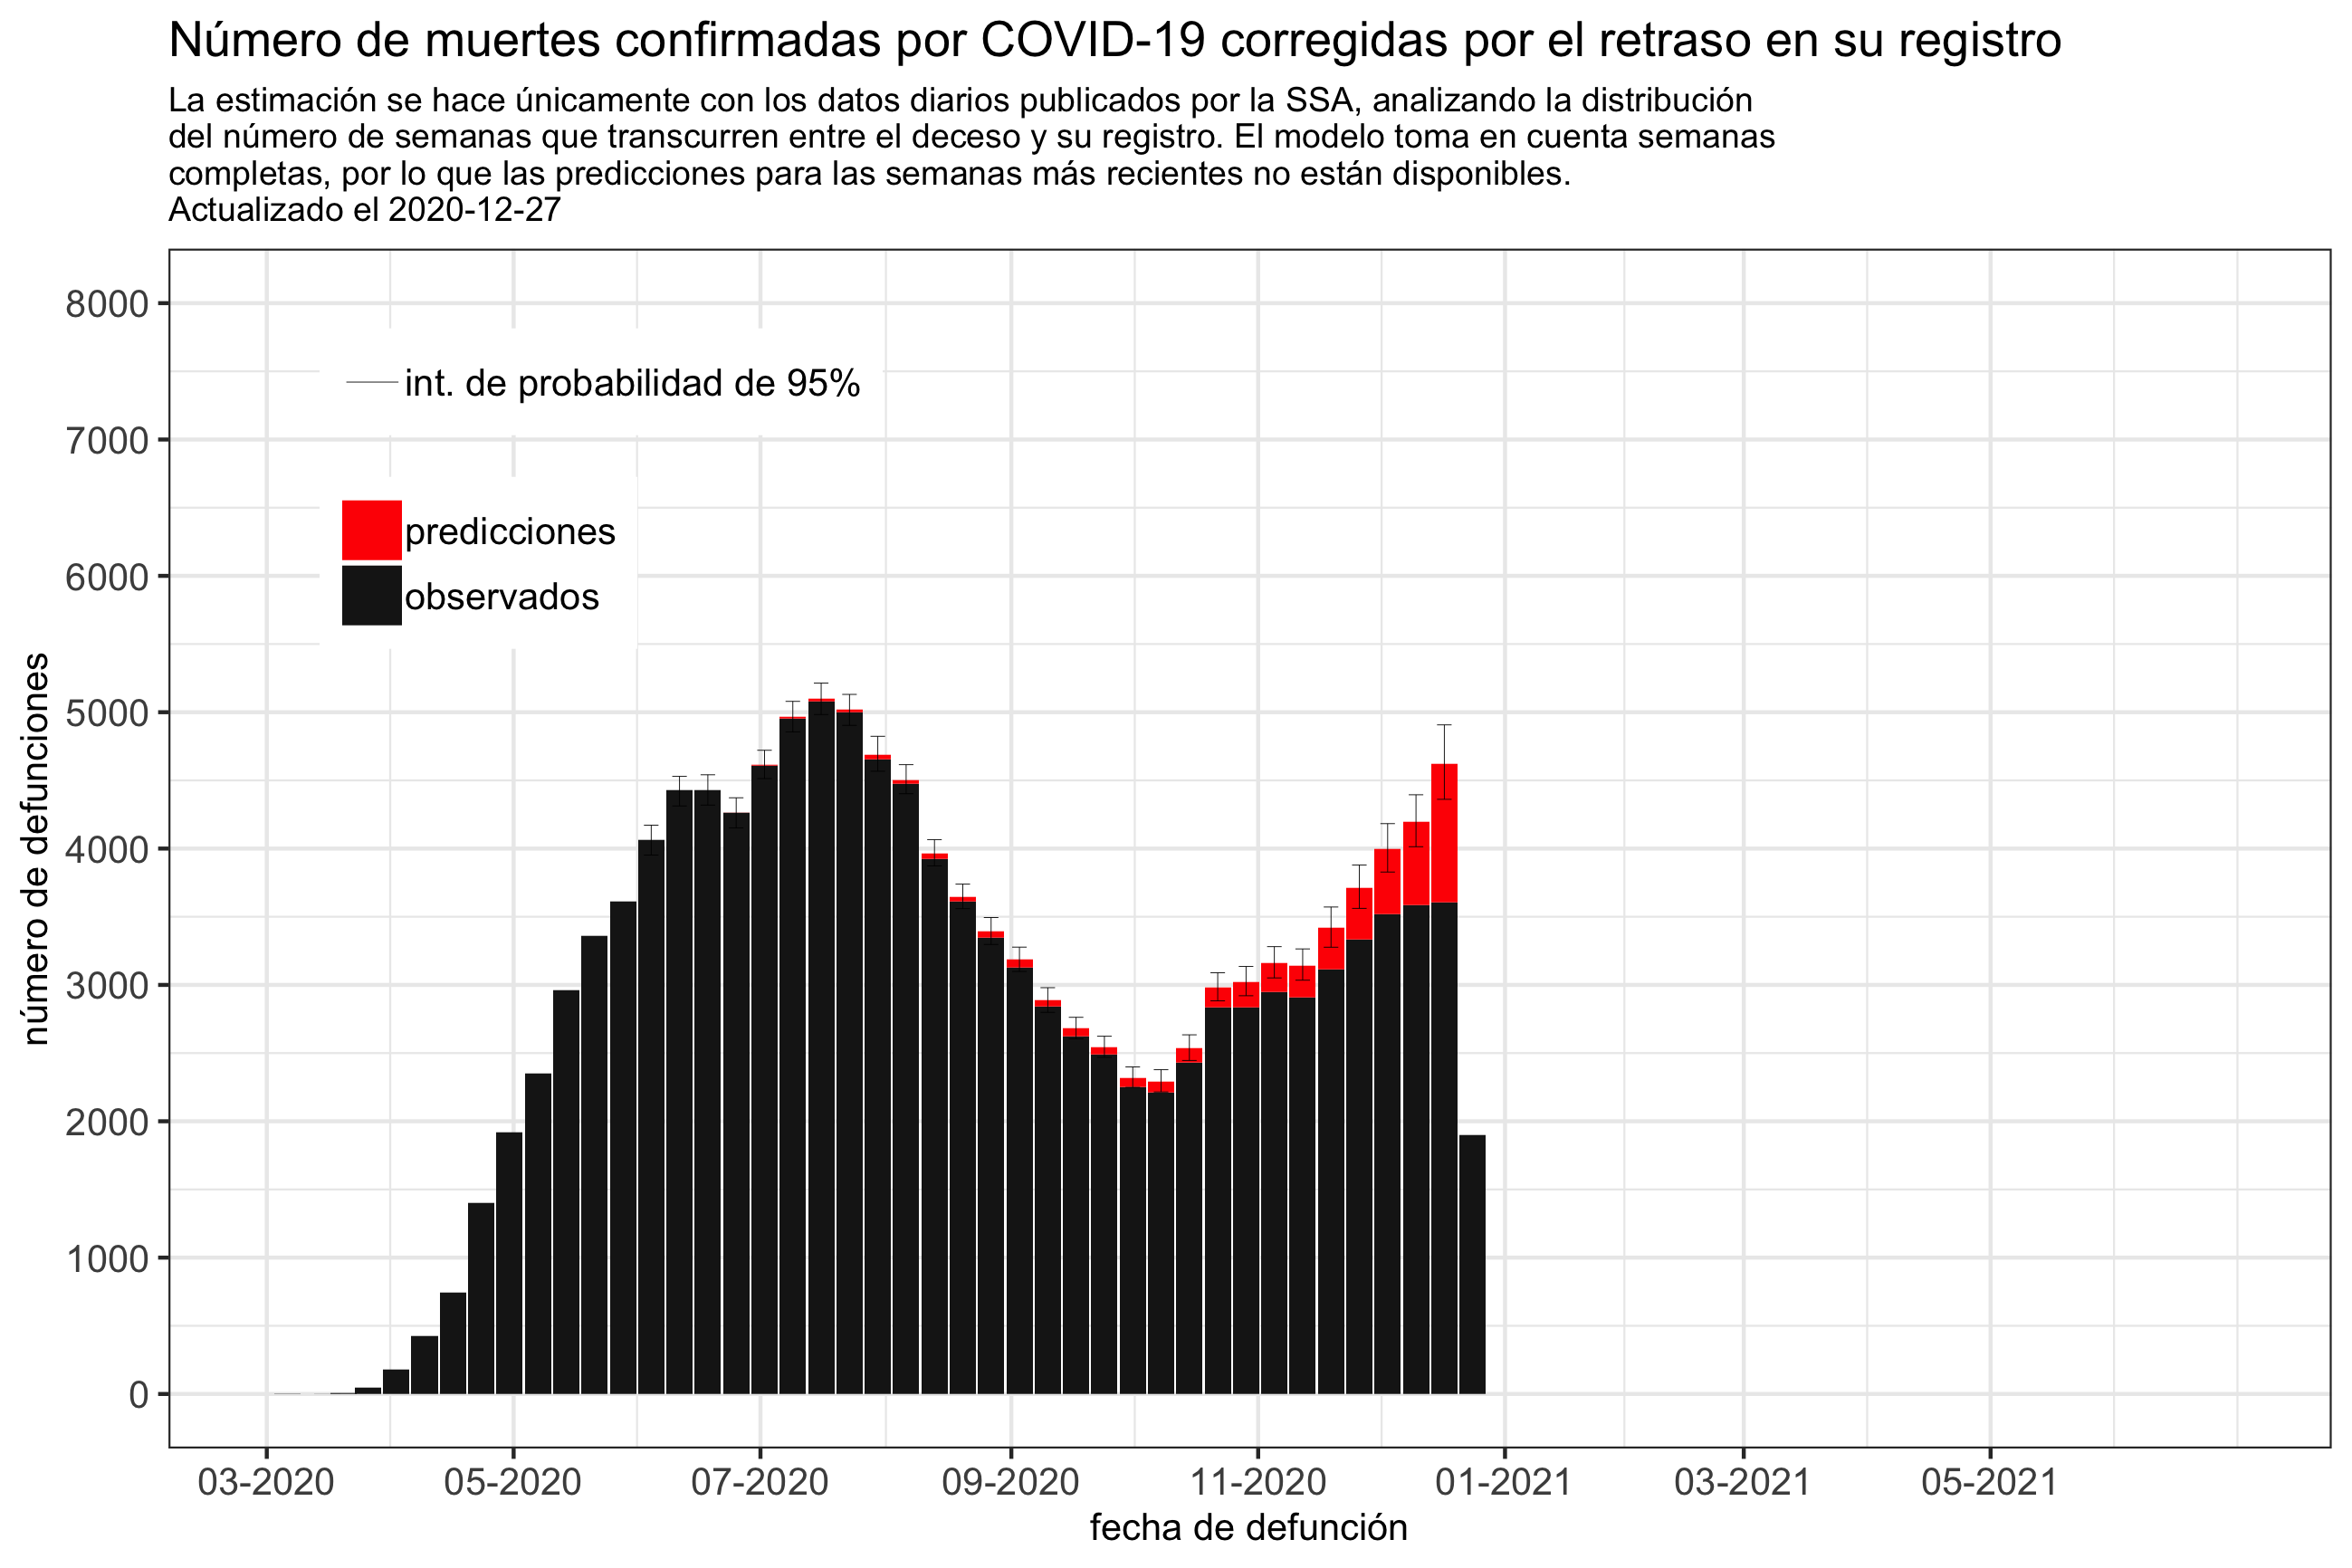 Número de muertes confirmadas por COVID-19 corregidas por el retraso en su registro
La estimación se hace únicamente con los datos diarios publicados por la SSA, analizando la distribución
del número de semanas que transcurren entre el deceso y su registro. El modelo toma en cuenta semanas
completas, por lo que las predicciones para las semanas más recientes no están disponibles.
Actualizado el 2020-12-27
número de defunciones
8000
7000
6000
5000
4000
3000
2000
1000
0
int. de probabilidad de 95%
predicciones
observados
03-2020 05-2020 07-2020 09-2020 11-2020 01-2021 03-2021 05-2021
fecha de defunción